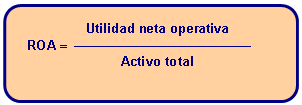 Utilidad neta operativa
ROA =
Activo total